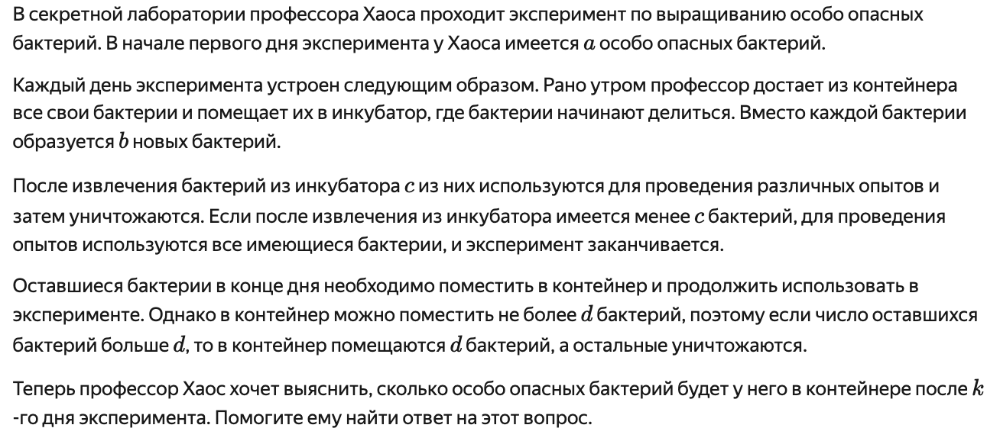 В секретной лаборатории профессора Хаоса проходит эксперимент по выращиванию особо опасных
бактерий. В начале первого дня эксперимента у Хаоса имеется a особо опасных бактерий.
Каждый день эксперимента устроен следующим образом. Рано утром профессор достает из контейнера
все свои бактерии и помещает их в инкубатор, где бактерии начинают делиться. Вместо каждой бактерии
образуется b новых бактерий.
После извлечения бактерий из инкубатора c из них используются для проведения различных опытов и
затем уничтожаются. Если после извлечения из инкубатора имеется менее c бактерий, для проведения
опытов используются все имеющиеся бактерии, и эксперимент заканчивается.
Оставшиеся бактерии в конце дня необходимо поместить в контейнер и продолжить использовать в
эксперименте. Однако в контейнер можно поместить не более d бактерий, поэтому если число оставшихся
бактерий больше d, то в контейнер помещаются d бактерий, а остальные уничтожаются.
Теперь профессор Хаос хочет выяснить, сколько особо опасных бактерий будет у него в контейнере после k
-го дня эксперимента. Помогите ему найти ответ на этот вопрос.